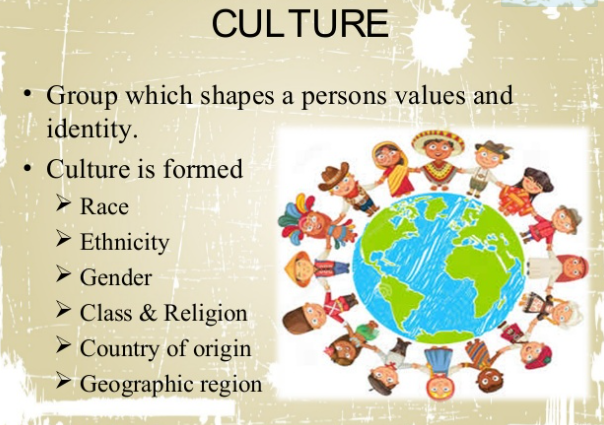 CULTURE
• Group which shapes a persons values and
identity.
• Culture is formed
➢ Race
➢ Ethnicity
➢ Gender
➢ Class & Religion
➢ Country of origin
➢ Geographic region